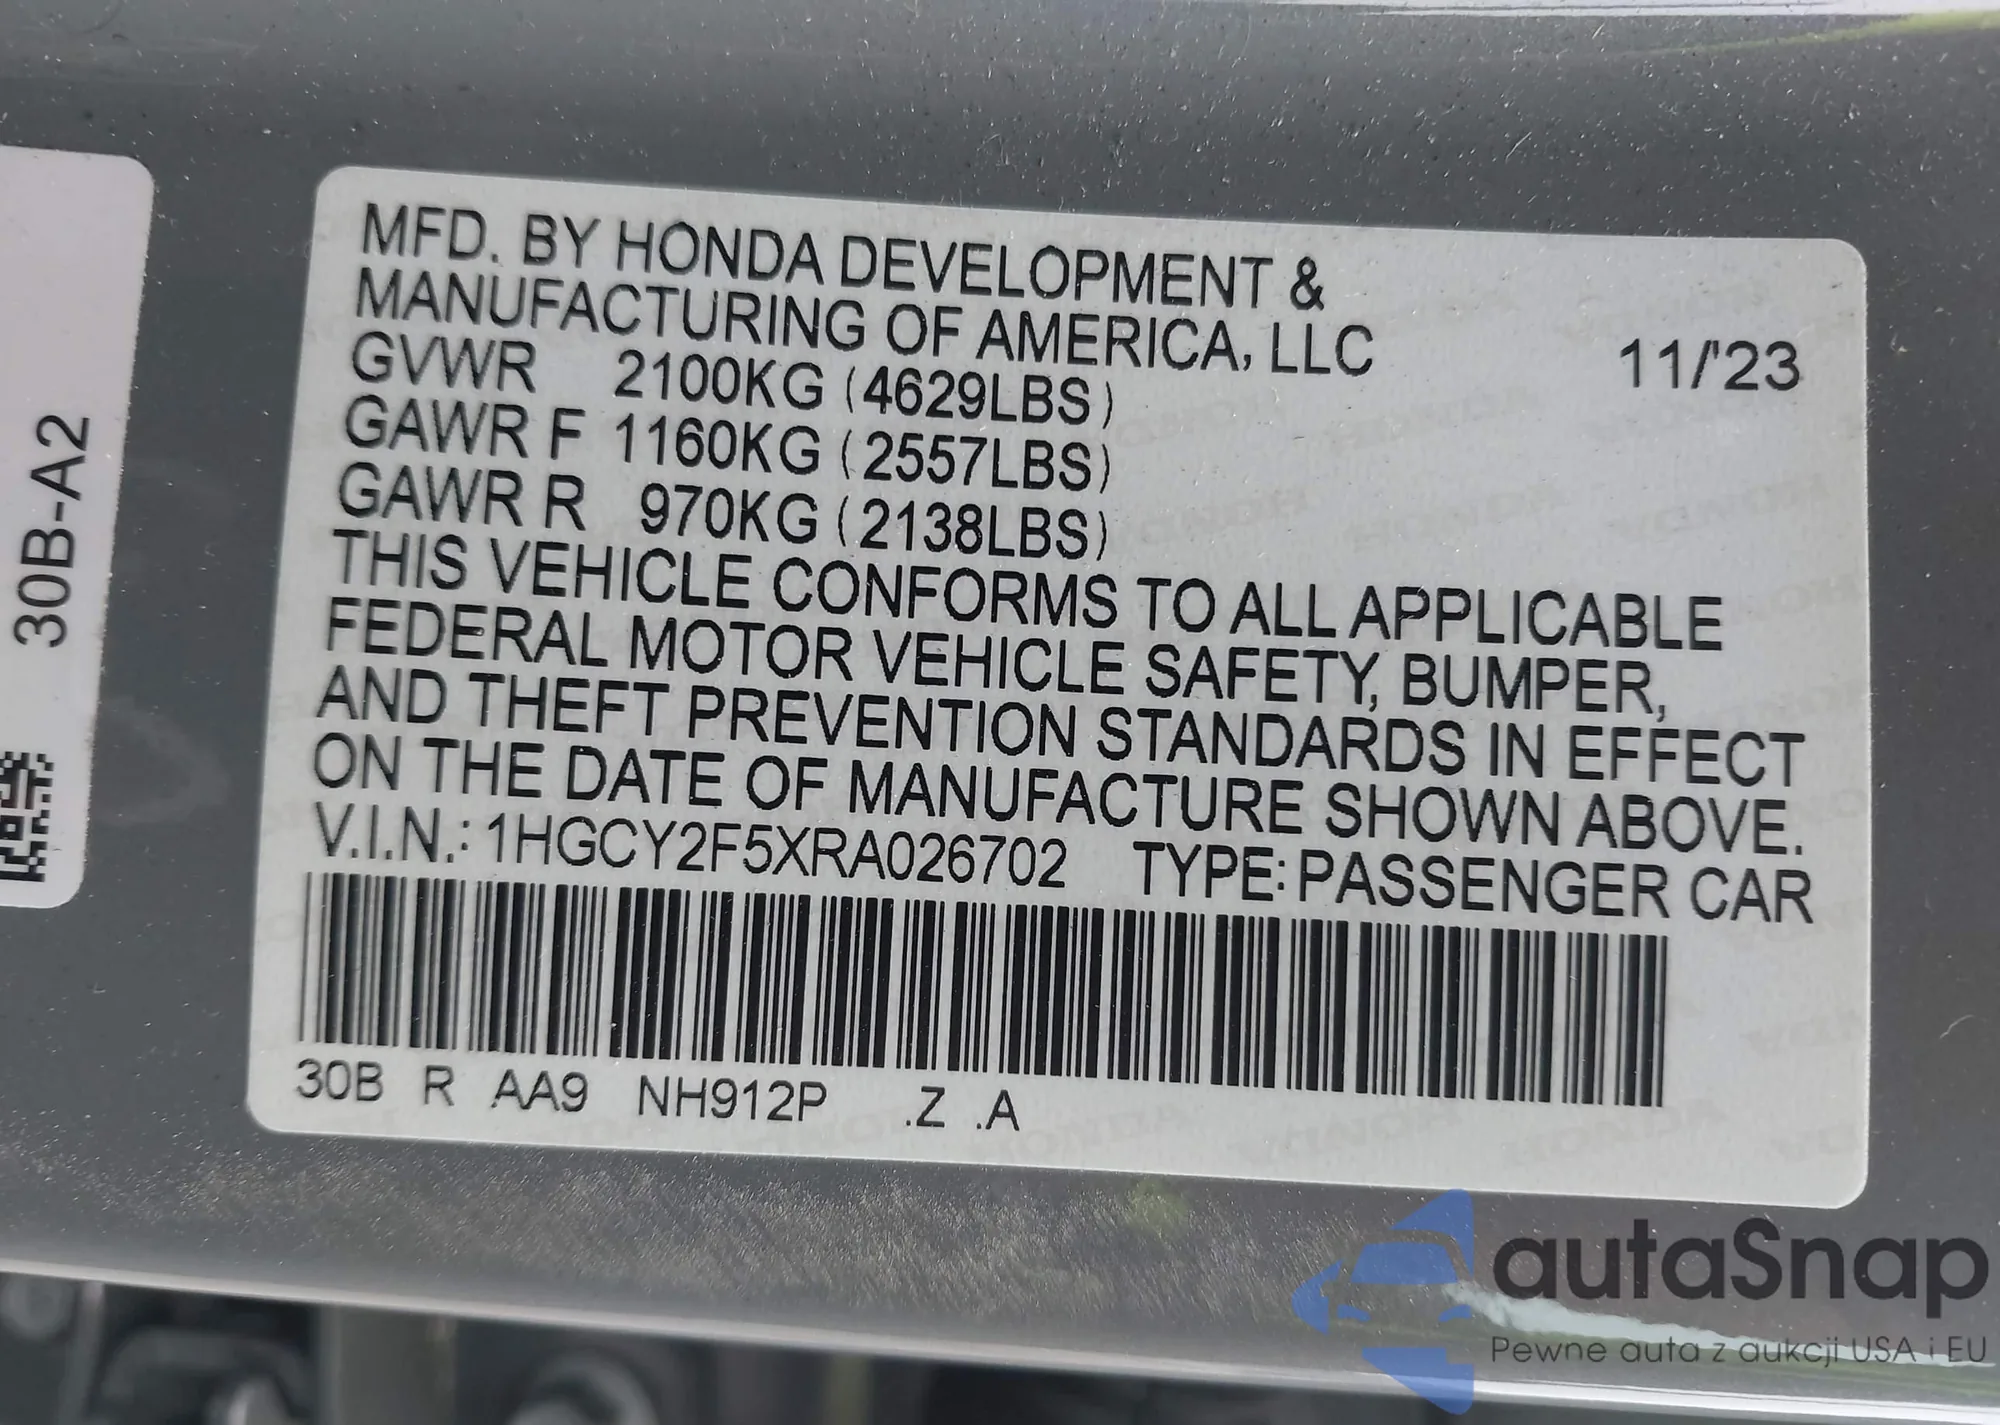 MFD. BY HONDA DEVELOPMENT &
MANUFACTURING OF AMERICA, LLC 11/'23
GVWR 2100KG (4629LBS)
GAWR F 1160KG (2557LBS)
GAWR R 970KG (2138LBS)
THIS VEHICLE CONFORMS TO ALL APPLICABLE
FEDERAL MOTOR VEHICLE SAFETY, BUMPER,
AND THEFT PREVENTION STANDARDS IN EFFECT
ON THE DATE OF MANUFACTURE SHOWN ABOVE.
V.I.N.: 1HGCY2F5XRA026702 TYPE: PASSENGER CAR
30B R AA9 NH912P .Z .A
30B-A2
autaSnap
Pewne auta z aukcji USA i EU